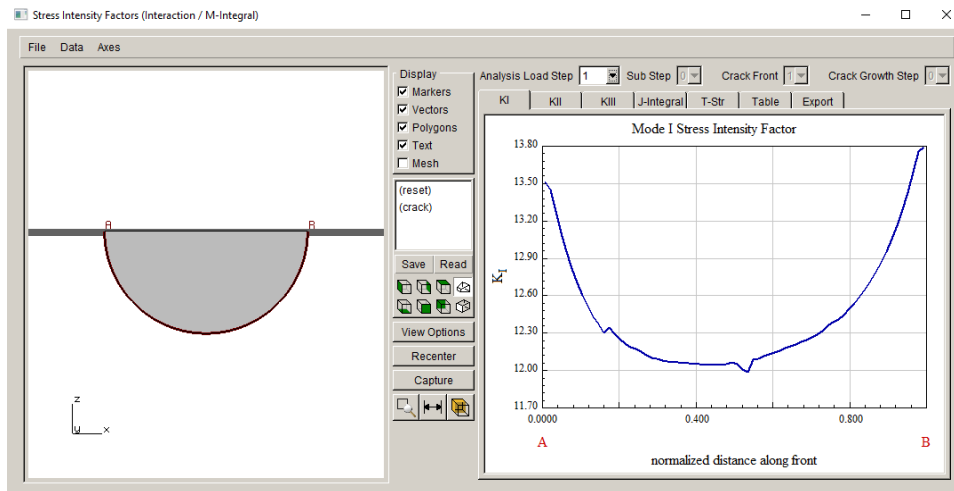 Stress Intensity Factors (Interaction / M-Integral)
File Data Axes
A B
z
y x
Display
Markers
Vectors
Polygons
Text
Mesh
(reset)
(crack)
Save Read
View Options
Recenter
Capture
Analysis Load Step 1 Sub Step 0 Crack Front 1 Crack Growth Step 0
KI KII KIII J-Integral T-Str Table Export
Mode I Stress Intensity Factor
13.80
13.50
13.20
12.90
12.60
12.30
12.00
11.70
KI
0.0000 0.400 0.800
A B
normalized distance along front